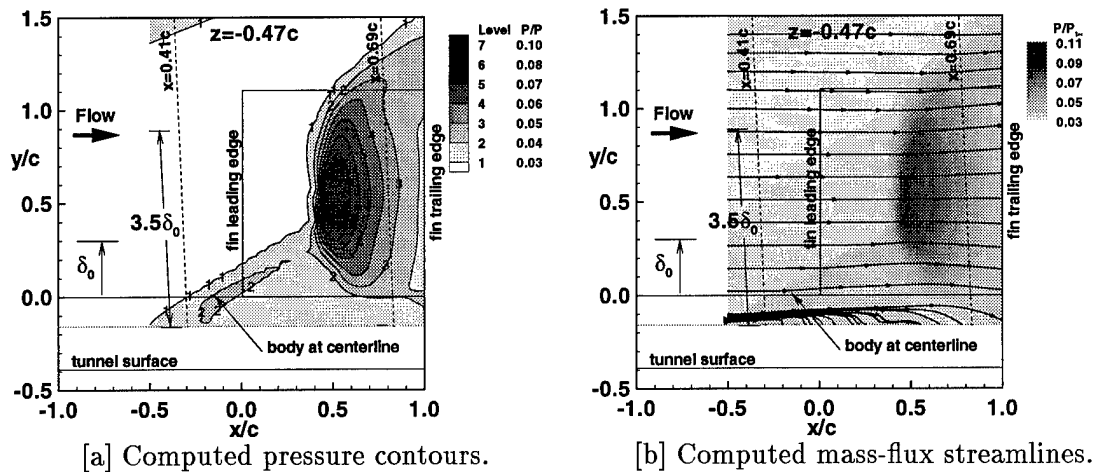 z=-0.47c
x=0.41c
x=0.69c
Level P/P
7 0.10
6 0.08
5 0.07
4 0.06
3 0.05
2 0.04
1 0.03
1.5
1.0
0.5
0.0
-0.5
y/c
Flow
3.5δ₀
δ₀
fin leading edge
fin trailing edge
body at centerline
tunnel surface
-1.0 -0.5 0.0 0.5 1.0
x/c
[a] Computed pressure contours.
z=-0.47c
x=0.41c
x=0.69c
0.11
0.09
0.07
0.05
0.03
1.5
1.0
0.5
0.0
-0.5
y/c
Flow
3.5δ₀
δ₀
fin leading edge
fin trailing edge
body at centerline
tunnel surface
-1.0 -0.5 0.0 0.5 1.0
x/c
[b] Computed mass-flux streamlines.